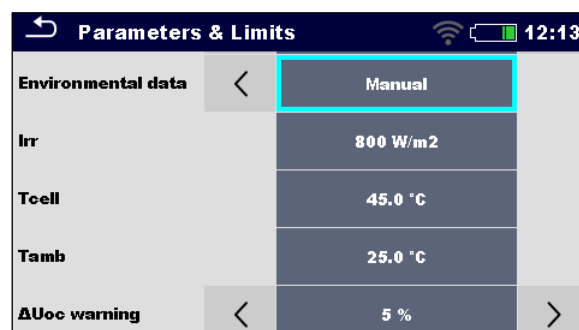 Parameters & Limits 12:13
Environmental data Manual
Irr 800 W/m2
Tcell 45.0 °C
Tamb 25.0 °C
ΔUoc warning 5 %